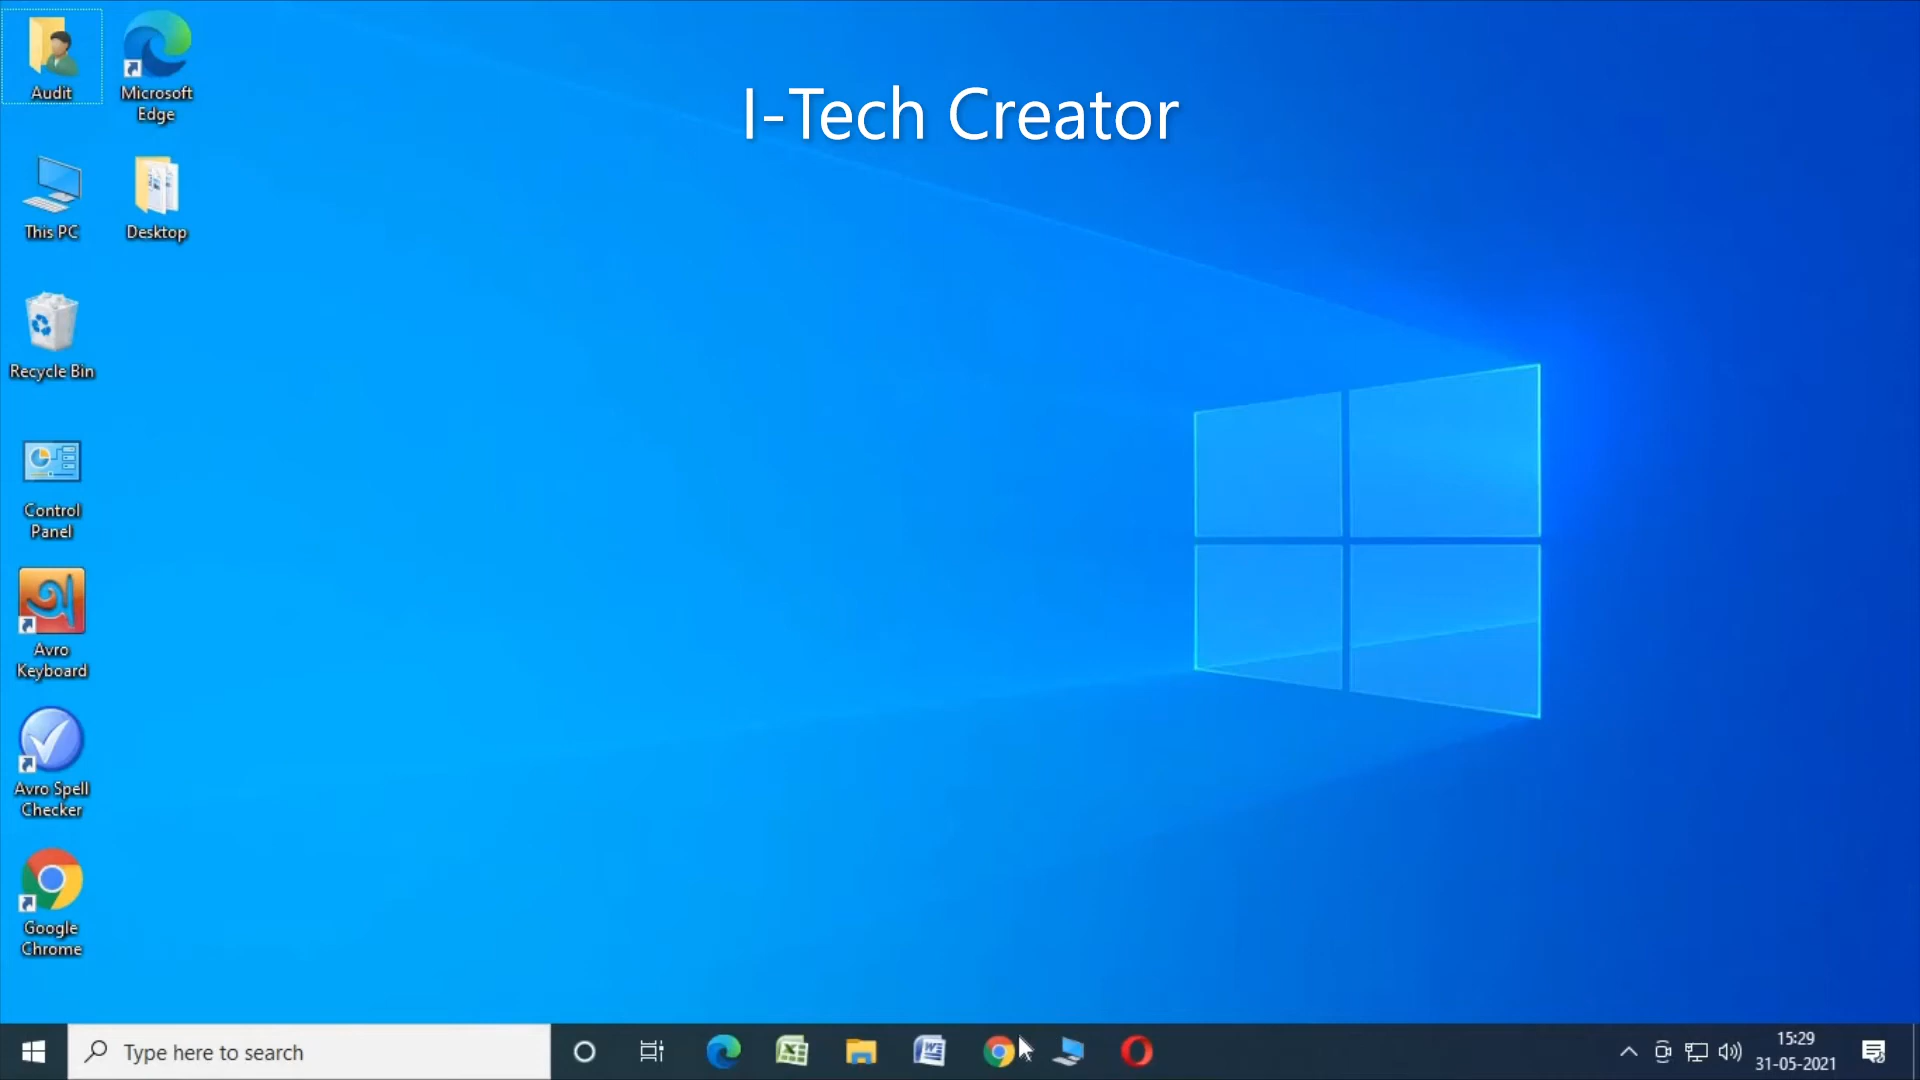 I-Tech Creator
Audit
Microsoft
Edge
This PC
Desktop
Recycle Bin
Control
Panel
অ
Avro
Keyboard
Avro Spell
Checker
Google
Chrome
Type here to search
15:29
31-05-2021